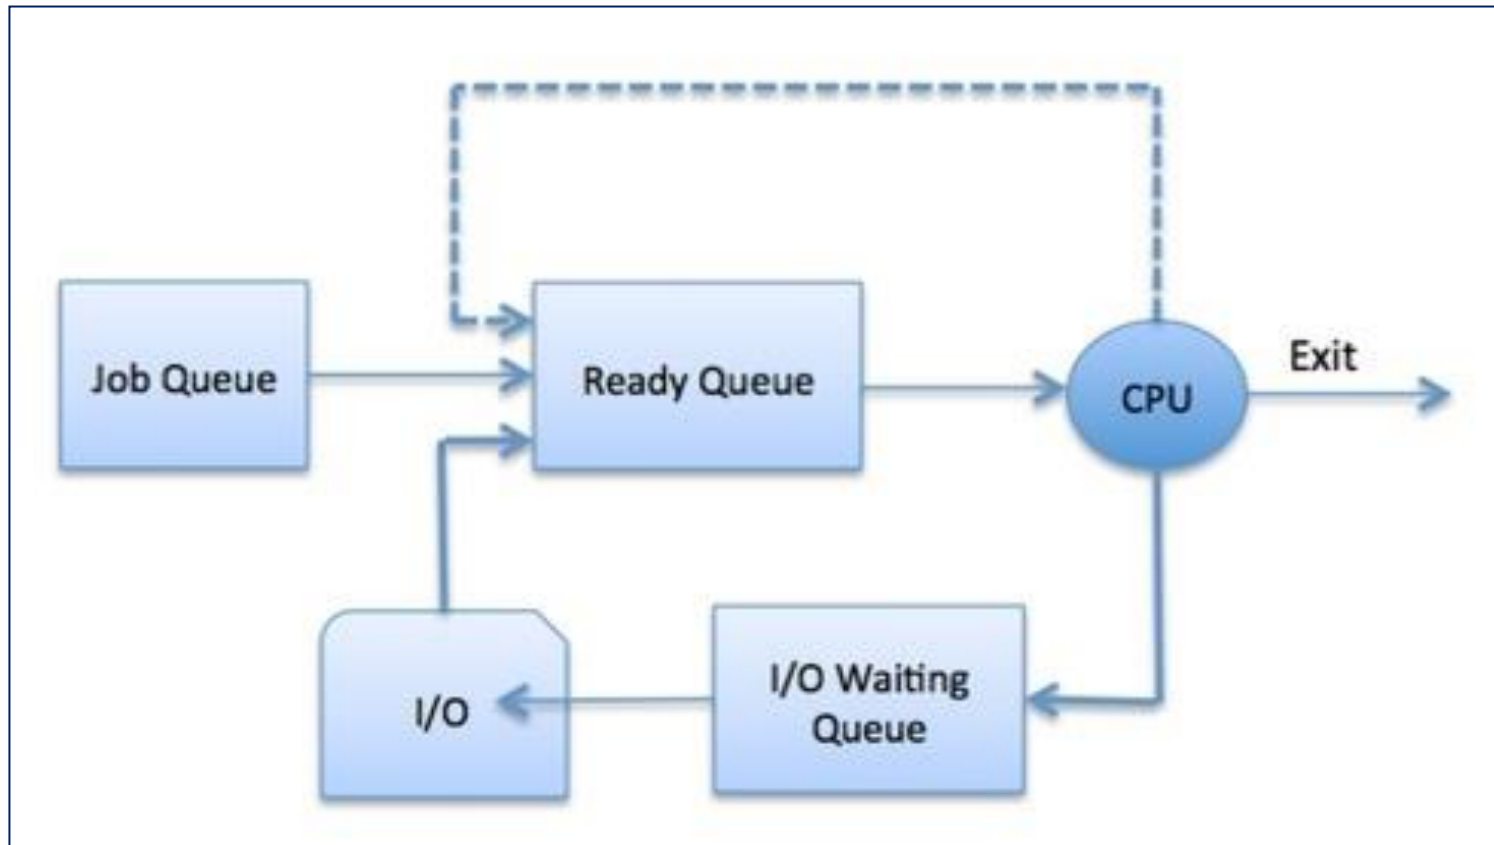 Job Queue
Ready Queue
CPU
Exit
I/O
I/O Waiting
Queue